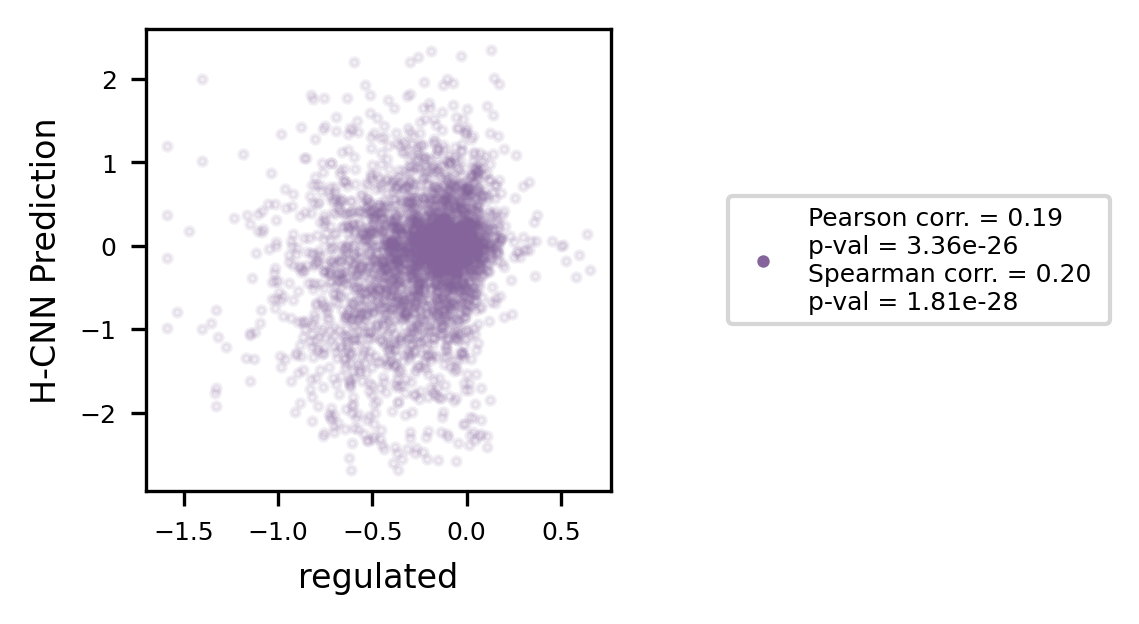 2
1
0
−1
−2
H-CNN Prediction
−1.5 −1.0 −0.5 0.0 0.5
regulated
Pearson corr. = 0.19
p-val = 3.36e-26
Spearman corr. = 0.20
p-val = 1.81e-28